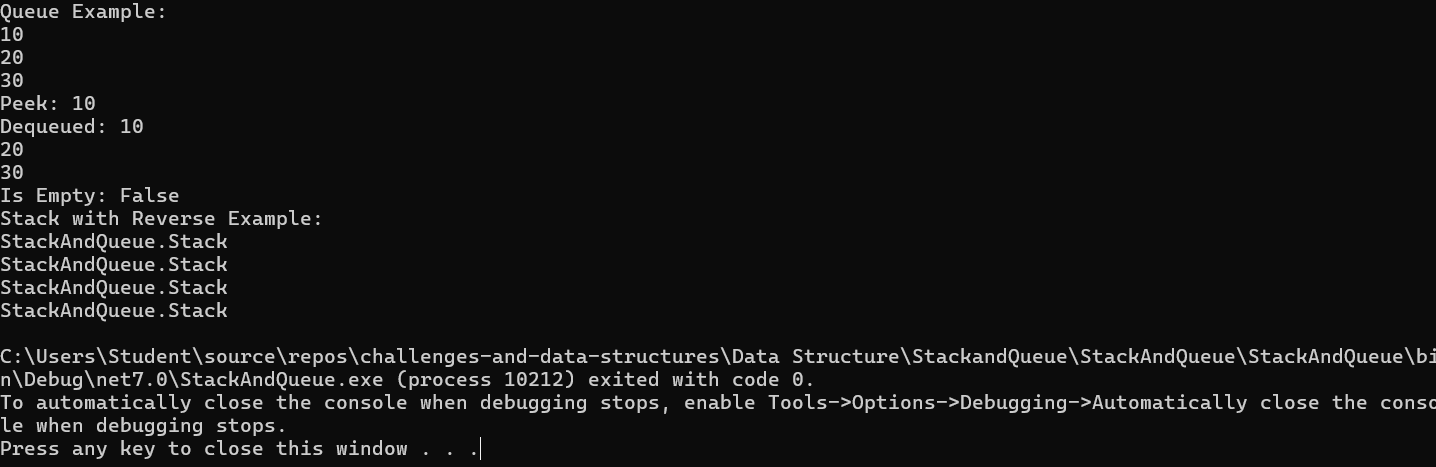 Queue Example:
10
20
30
Peek: 10
Dequeued: 10
20
30
Is Empty: False
Stack with Reverse Example:
StackAndQueue.Stack
StackAndQueue.Stack
StackAndQueue.Stack
StackAndQueue.Stack
C:\Users\Student\source\repos\challenges-and-data-structures\Data Structure\StackandQueue\StackAndQueue\StackAndQueue\bi
n\Debug\net7.0\StackAndQueue.exe (process 10212) exited with code 0.
To automatically close the console when debugging stops, enable Tools->Options->Debugging->Automatically close the conso
le when debugging stops.
Press any key to close this window . . .